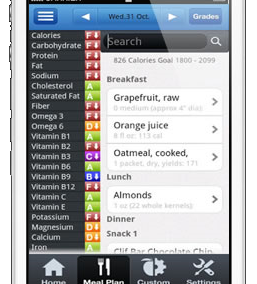 Wed.31 Oct.
Grades
Calories F
Carbohydrate F
Protein F
Fat F
Sodium F
Cholesterol A
Saturated Fat A
Fiber F
Omega 3 F
Omega 6 D
Vitamin B1 A
Vitamin B2 F
Vitamin B3 C
Vitamin B6 A
Vitamin B9 B
Vitamin B12 F
Vitamin C A
Vitamin E A
Potassium F
Magnesium D
Calcium D
Iron A
Search
826 Calories Goal 1800 - 2099
Breakfast
Grapefruit, raw
0 medium (approx 4" dia):
Orange juice
8 fl oz: 113 cal
Oatmeal, cooked,
1 packet, dry, yields: 171
Lunch
Almonds
1 oz (22 whole kernels):
Dinner
Snack 1
Clif Bar Chocolate Chip
Home
Meal Plan
Custom
Settings